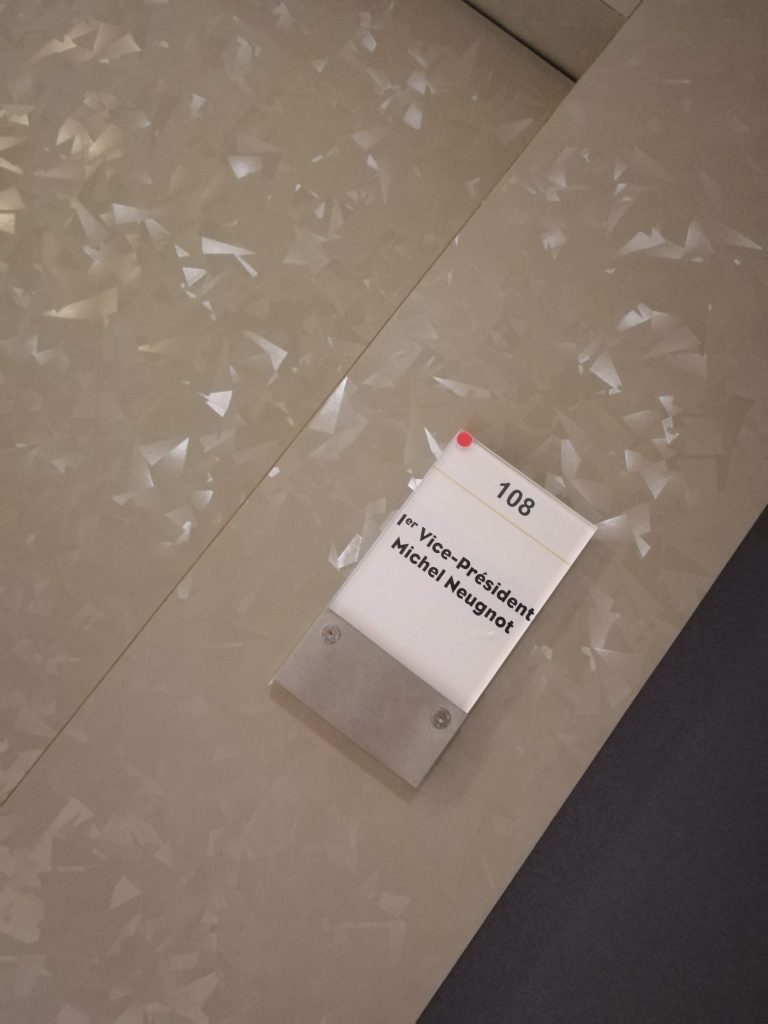 108
1er Vice-Président
Michel Neugnot